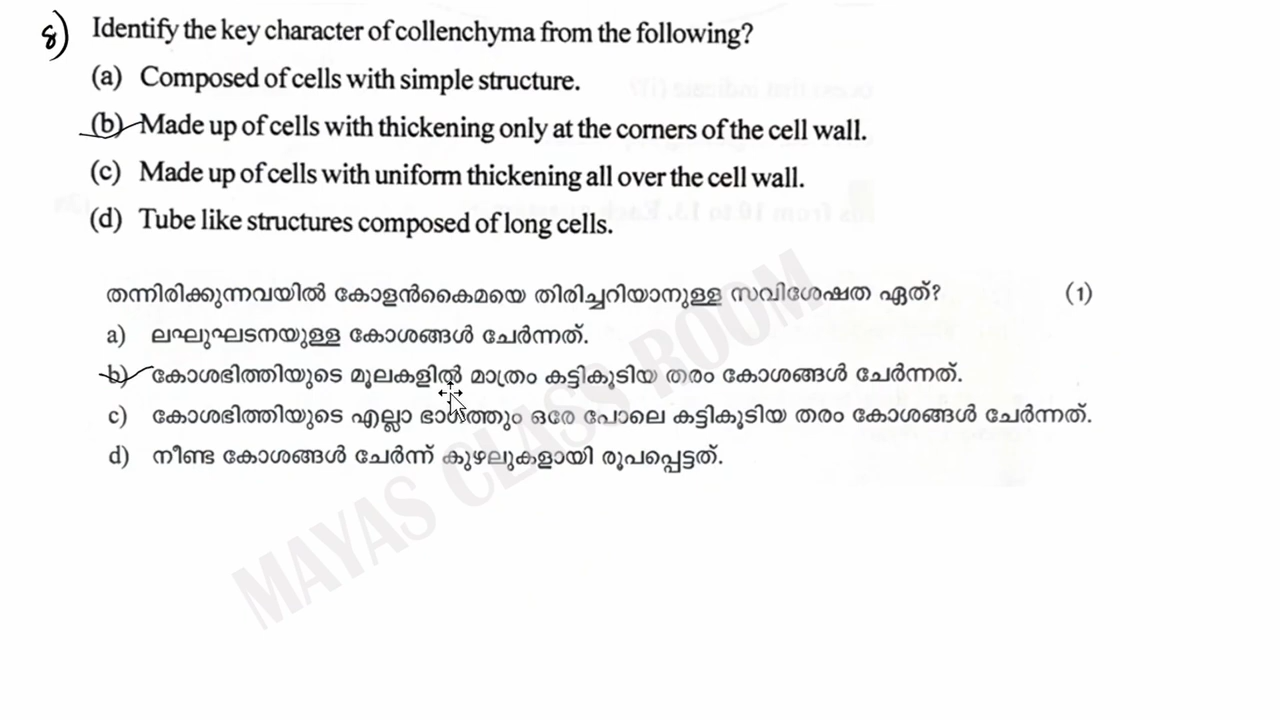 8) Identify the key character of collenchyma from the following?
(a) Composed of cells with simple structure.
(b) Made up of cells with thickening only at the corners of the cell wall.
(c) Made up of cells with uniform thickening all over the cell wall.
(d) Tube like structures composed of long cells.
തന്നിരിക്കുന്നവയിൽ കോളൻകൈമയെ തിരിച്ചറിയാനുള്ള സവിശേഷത ഏത്? (1)
a) ലഘുഘടനയുള്ള കോശങ്ങൾ ചേർന്നത്.
b) കോശഭിത്തിയുടെ മൂലകളിൽ മാത്രം കട്ടികൂടിയ തരം കോശങ്ങൾ ചേർന്നത്.
c) കോശഭിത്തിയുടെ എല്ലാ ഭാഗത്തും ഒരേ പോലെ കട്ടികൂടിയ തരം കോശങ്ങൾ ചേർന്നത്.
d) നീണ്ട കോശങ്ങൾ ചേർന്ന് കുഴലുകളായി രൂപപ്പെട്ടത്.
MAYAS CLASS ROOM